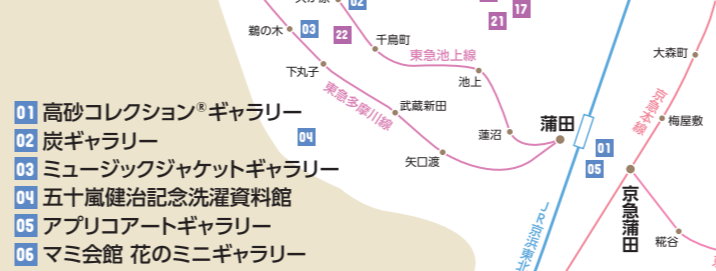 02
17
21
鵜の木
03
22
千鳥町
東急池上線
大森町
下丸子
池上
東急多摩川線
京急本線
01 高砂コレクション®ギャラリー
武蔵新田
蒲田
梅屋敷
02 炭ギャラリー
04
蓮沼
01
03 ミュージックジャケットギャラリー
矢口渡
05
04 五十嵐健治記念洗濯資料館
京急蒲田
05 アプリコアートギャラリー
JR京浜東北
糀谷
06 マミ会館 花のミニギャラリー